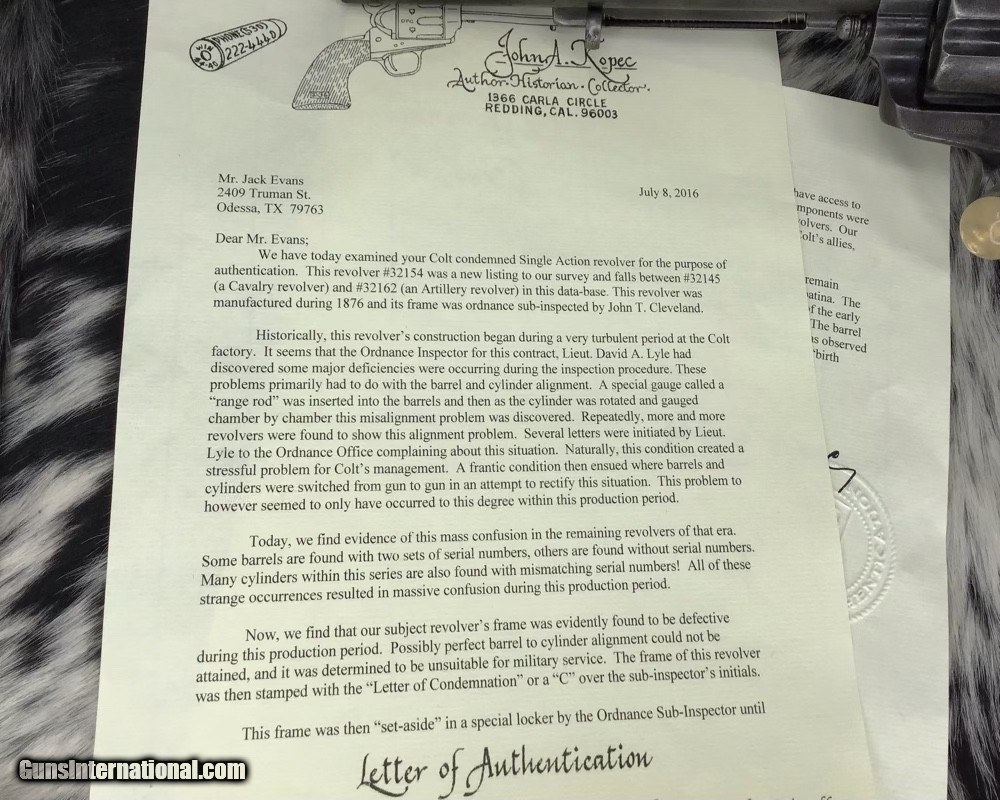 PHONE (530)
222-4440
WIN
"O"
44-40
John A. Kopec
Author. Historian. Collector.
1366 CARLA CIRCLE
REDDING, CAL. 96003
Mr. Jack Evans
2409 Truman St.
Odessa, TX 79763
July 8, 2016
Dear Mr. Evans;
We have today examined your Colt condemned Single Action revolver for the purpose of
authentication. This revolver #32154 was a new listing to our survey and falls between #32145
(a Cavalry revolver) and #32162 (an Artillery revolver) in this data-base. This revolver was
manufactured during 1876 and its frame was ordnance sub-inspected by John T. Cleveland.
Historically, this revolver's construction began during a very turbulent period at the Colt
factory. It seems that the Ordnance Inspector for this contract, Lieut. David A. Lyle had
discovered some major deficiencies were occurring during the inspection procedure. These
problems primarily had to do with the barrel and cylinder alignment. A special gauge called a
"range rod" was inserted into the barrels and then as the cylinder was rotated and gauged
chamber by chamber this misalignment problem was discovered. Repeatedly, more and more
revolvers were found to show this alignment problem. Several letters were initiated by Lieut.
Lyle to the Ordnance Office complaining about this situation. Naturally, this condition created a
stressful problem for Colt's management. A frantic condition then ensued where barrels and
cylinders were switched from gun to gun in an attempt to rectify this situation. This problem to
however seemed to only have occurred to this degree within this production period.
Today, we find evidence of this mass confusion in the remaining revolvers of that era.
Some barrels are found with two sets of serial numbers, others are found without serial numbers.
Many cylinders within this series are also found with mismatching serial numbers! All of these
strange occurrences resulted in massive confusion during this production period.
Now, we find that our subject revolver's frame was evidently found to be defective
during this production period. Possibly perfect barrel to cylinder alignment could not be
attained, and it was determined to be unsuitable for military service. The frame of this revolver
was then stamped with the "Letter of Condemnation" or a "C" over the sub-inspector's initials.
This frame was then "set-aside" in a special locker by the Ordnance Sub-Inspector until
Letter of Authentication
have access to
mponents were
olvers. Our
olt's allies,
remain
atina. The
f the early
The barrel
s observed
"birth
GunsInternational.com